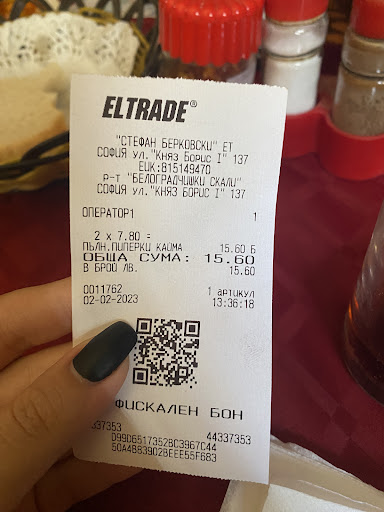 ELTRADE®
"СТЕФАН БЕРКОВСКИ" ЕТ
СОФИЯ ул."Княз Борис I" 137
ЕИК:815149470
р-т "БЕЛОГРАДЧИШКИ СКАЛИ"
СОФИЯ ул."КНЯЗ БОРИС I" 137
ОПЕРАТОР1 1
2 x 7.80 =
ПЪЛН.ПИПЕРКИ КАЙМА 15.60 Б
ОБЩА СУМА: 15.60
В БРОЙ ЛВ. 15.60
0011762 1 артикул
02-02-2023 13:36:18
ФИСКАЛЕН БОН
337353 44337353
D99D6517352BC3967C44
50A4B83902BEEE55F683